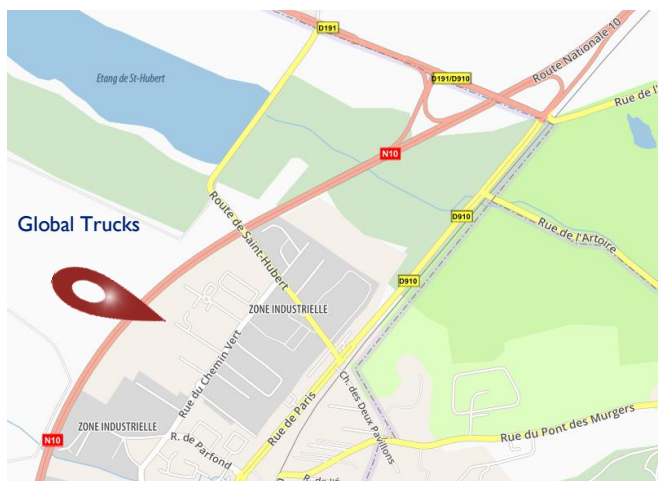 D191
Etang de St-Hubert
D191/D910
Route Nationale 10
Rue de l'
N10
Route de Saint-Hubert
D910
Global Trucks
Rue de l'Artoire
D910
ZONE INDUSTRIELLE
Rue du Chemin Vert
Ch. des Deux Pavillons
Rue de Paris
ZONE INDUSTRIELLE
N10
R. de Parfond
Rue du Pont des Murgers